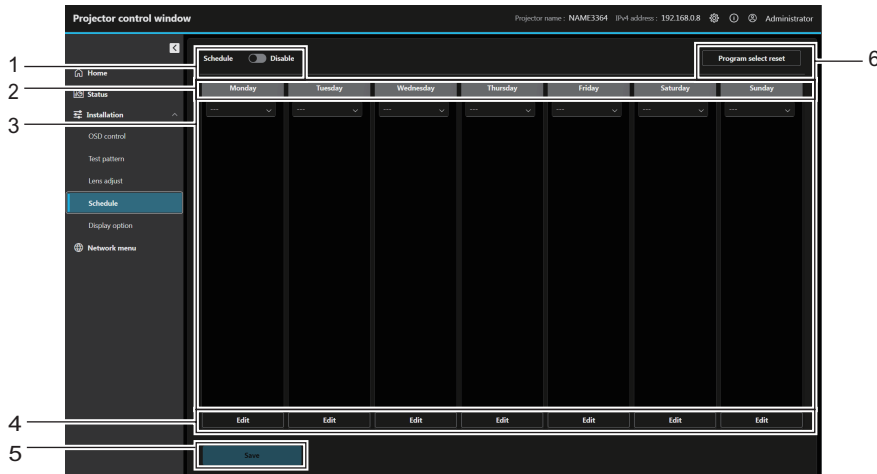 Projector control window Projector name : NAME3364 IPv4 address : 192.168.0.8 Administrator
1 Schedule Disable Program select reset 6
Home
2 Status Monday Tuesday Wednesday Thursday Friday Saturday Sunday
3 Installation --- --- --- --- --- --- ---
OSD control
Test pattern
Lens adjust
Schedule
Display option
Network menu
4 Edit Edit Edit Edit Edit Edit Edit
5 Save